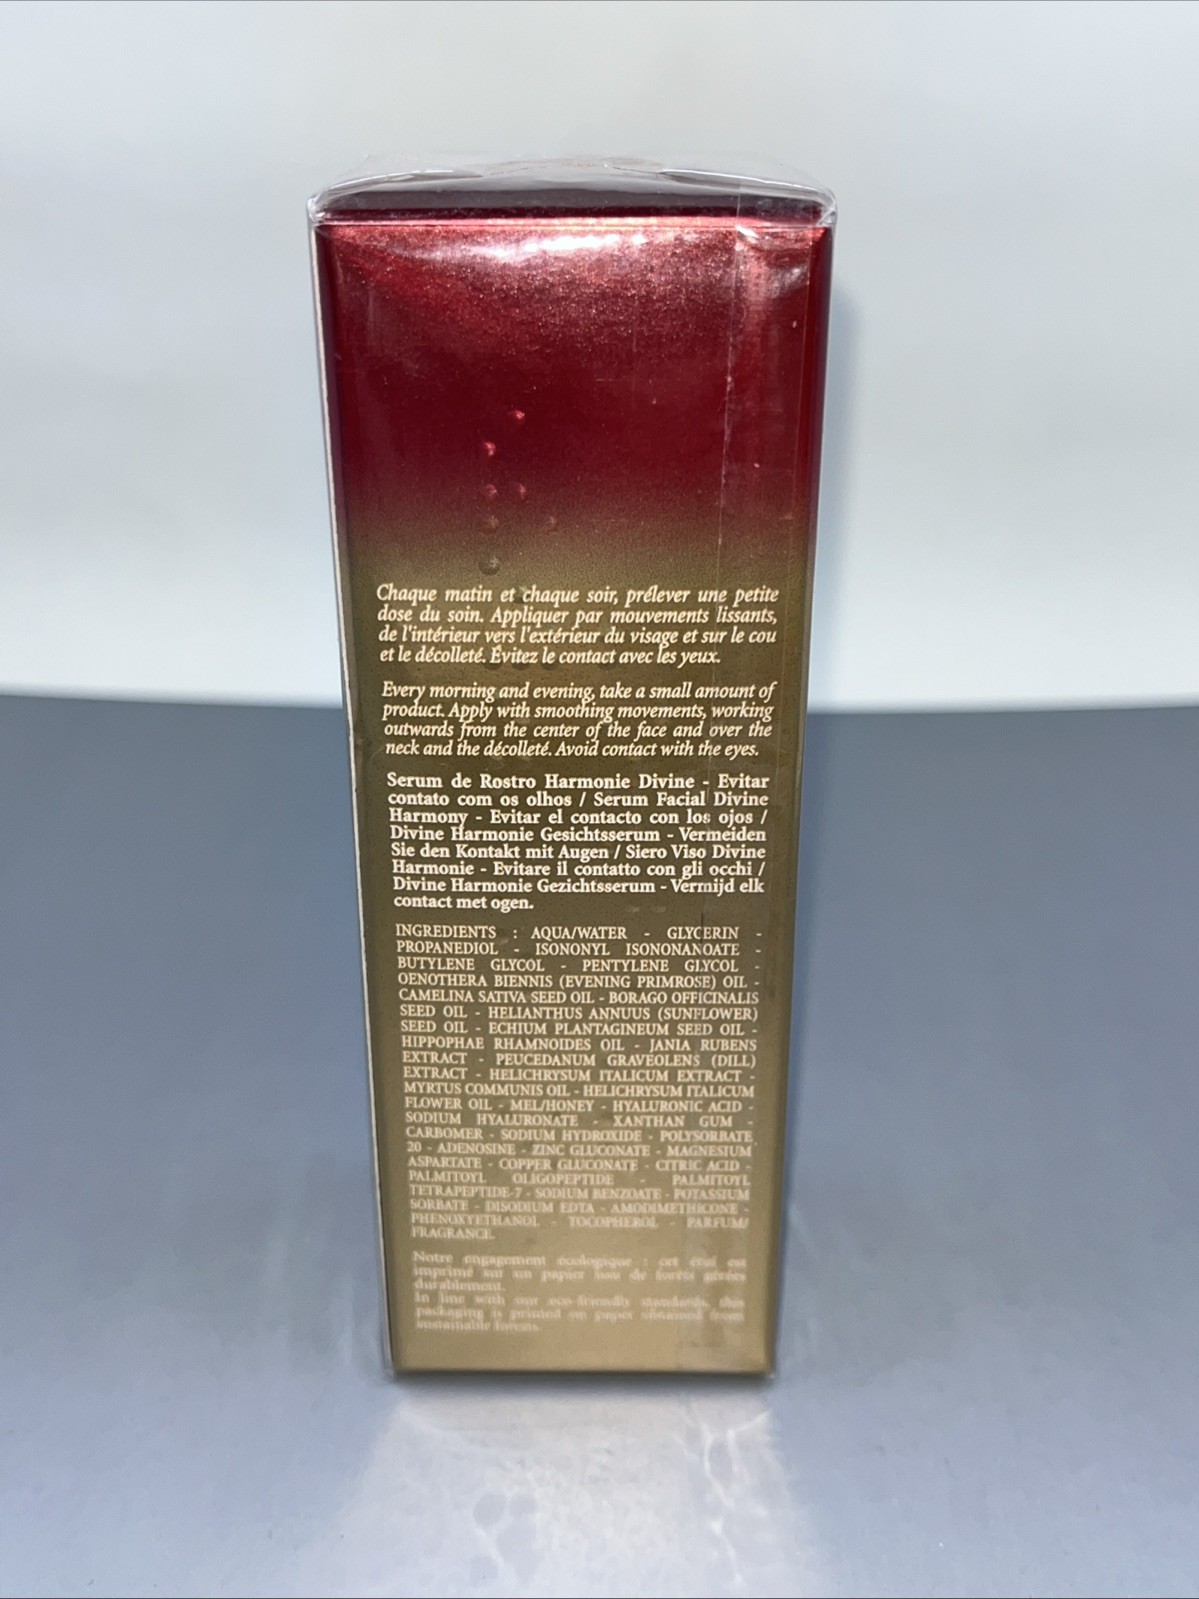 Chaque matin et chaque soir, prélever une petite
dose du soin. Appliquer par mouvements lissants,
de l'intérieur vers l'extérieur du visage et sur le cou
et le décolleté. Évitez le contact avec les yeux.
Every morning and evening, take a small amount of
product. Apply with smoothing movements, working
outwards from the center of the face and over the
neck and the décolleté. Avoid contact with the eyes.
Serum de Rostro Harmonie Divine - Evitar
contato com os olhos / Serum Facial Divine
Harmony - Evitar el contacto con los ojos /
Divine Harmonie Gesichtsserum - Vermeiden
Sie den Kontakt mit Augen / Siero Viso Divine
Harmonie - Evitare il contatto con gli occhi /
Divine Harmonie Gezichtsserum - Vermijd elk
contact met ogen.
INGREDIENTS : AQUA/WATER - GLYCERIN -
PROPANEDIOL - ISONONYL ISONONANOATE -
BUTYLENE GLYCOL - PENTYLENE GLYCOL -
OENOTHERA BIENNIS (EVENING PRIMROSE) OIL -
CAMELINA SATIVA SEED OIL - BORAGO OFFICINALIS
SEED OIL - HELIANTHUS ANNUUS (SUNFLOWER)
SEED OIL - ECHIUM PLANTAGINEUM SEED OIL -
HIPPOPHAE RHAMNOIDES OIL - JANIA RUBENS
EXTRACT - PEUCEDANUM GRAVEOLENS (DILL)
EXTRACT - HELICHRYSUM ITALICUM EXTRACT -
MYRTUS COMMUNIS OIL - HELICHRYSUM ITALICUM
FLOWER OIL - MEL/HONEY - HYALURONIC ACID -
SODIUM HYALURONATE - XANTHAN GUM -
CARBOMER - SODIUM HYDROXIDE - POLYSORBATE
20 - ADENOSINE - ZINC GLUCONATE - MAGNESIUM
ASPARTATE - COPPER GLUCONATE - CITRIC ACID -
PALMITOYL OLIGOPEPTIDE - PALMITOYL
TETRAPEPTIDE-7 - SODIUM BENZOATE - POTASSIUM
SORBATE - DISODIUM EDTA - AMODIMETHICONE -
PHENOXYETHANOL - TOCOPHEROL - PARFUM/
FRAGRANCE.
Notre engagement écologique : cet étui est
imprimé sur un papier issu de forêts gérées
durablement.
In line with our eco-friendly standards, this
packaging is printed on paper obtained from
sustainable forests.